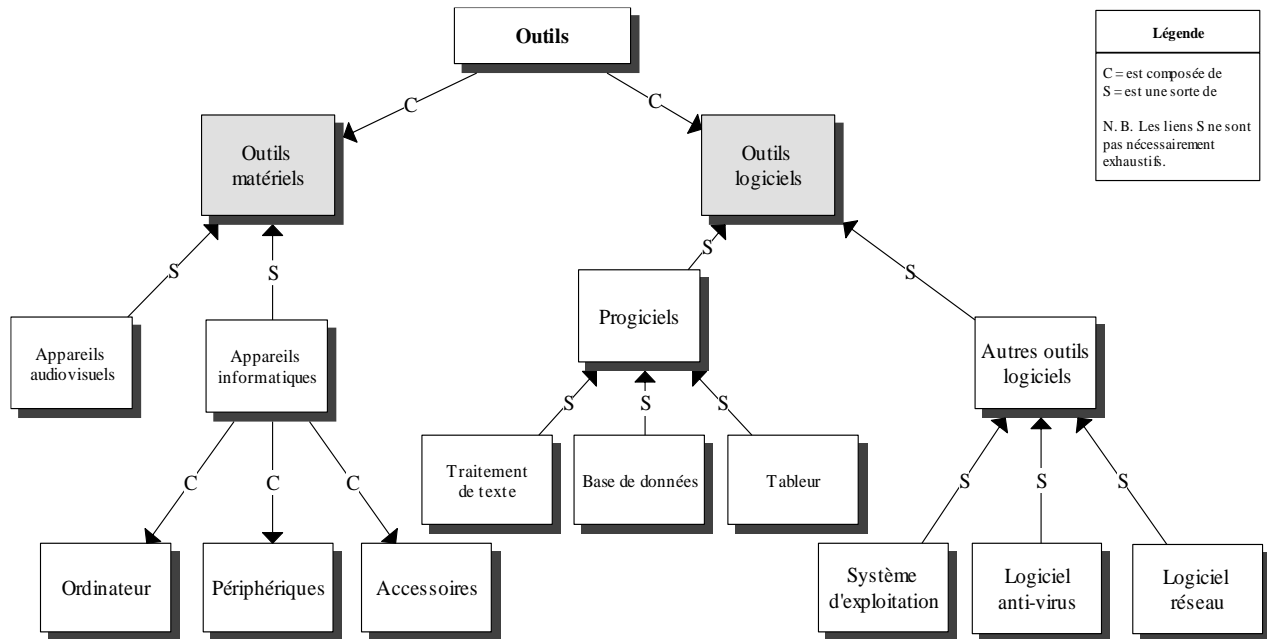 Outils
Légende
C = est composée de
S = est une sorte de
N. B. Les liens S ne sont
pas nécessairement
exhaustifs.
C
C
Outils
matériels
Outils
logiciels
S
S
S
S
Appareils
audiovisuels
Appareils
informatiques
Progiciels
Autres outils
logiciels
S
S
S
C
C
C
Traitement
de texte
Base de données
Tableur
S
S
S
Ordinateur
Périphériques
Accessoires
Système
d'exploitation
Logiciel
anti-virus
Logiciel
réseau